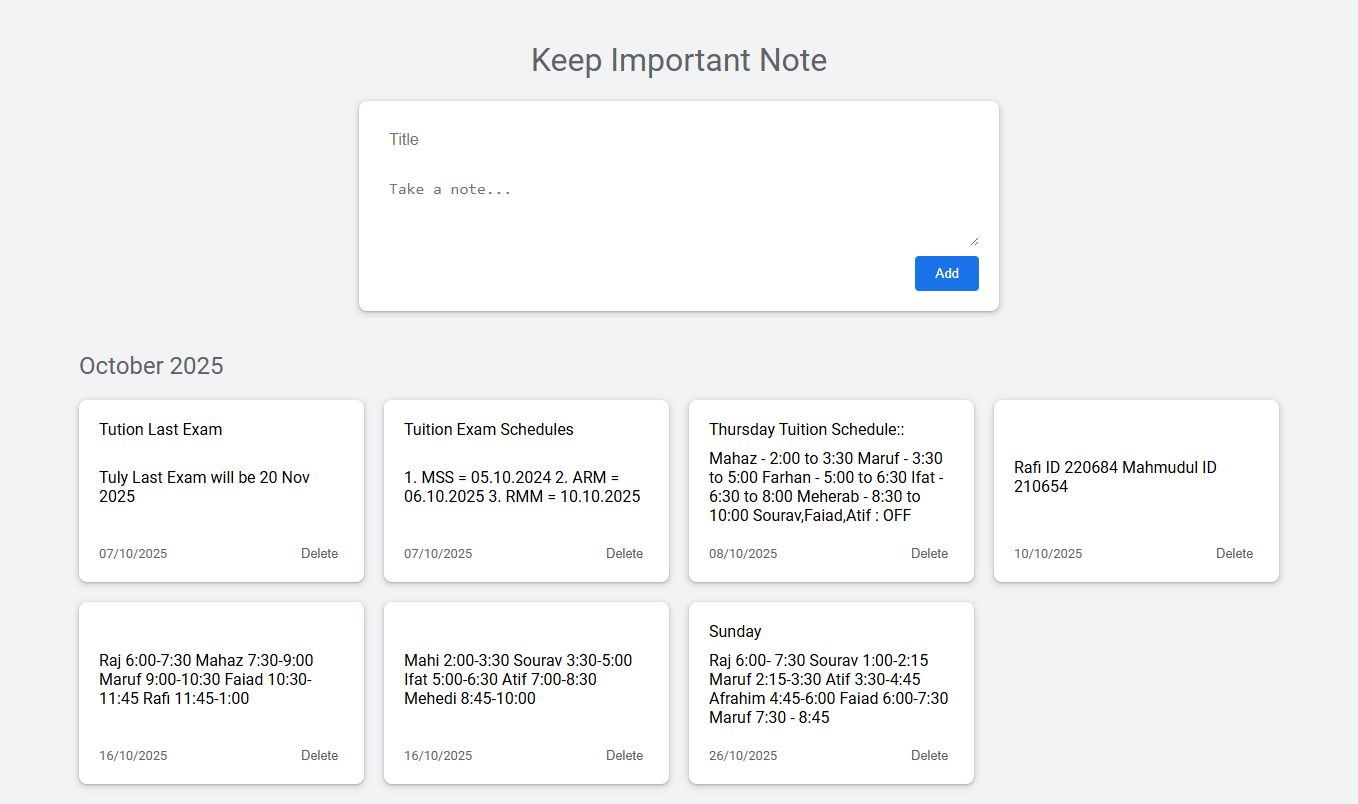 Keep Important Note
Title
Take a note...
Add
October 2025
Tution Last Exam
Tuly Last Exam will be 20 Nov
2025
07/10/2025
Delete
Tuition Exam Schedules
1. MSS = 05.10.2024 2. ARM =
06.10.2025 3. RMM = 10.10.2025
07/10/2025
Delete
Thursday Tuition Schedule::
Mahaz - 2:00 to 3:30 Maruf - 3:30
to 5:00 Farhan - 5:00 to 6:30 Ifat -
6:30 to 8:00 Meherab - 8:30 to
10:00 Sourav,Faiad,Atif : OFF
08/10/2025
Delete
Rafi ID 220684 Mahmudul ID
210654
10/10/2025
Delete
Raj 6:00-7:30 Mahaz 7:30-9:00
Maruf 9:00-10:30 Faiad 10:30-
11:45 Rafi 11:45-1:00
16/10/2025
Delete
Mahi 2:00-3:30 Sourav 3:30-5:00
Ifat 5:00-6:30 Atif 7:00-8:30
Mehedi 8:45-10:00
16/10/2025
Delete
Sunday
Raj 6:00- 7:30 Sourav 1:00-2:15
Maruf 2:15-3:30 Atif 3:30-4:45
Afrahim 4:45-6:00 Faiad 6:00-7:30
Maruf 7:30 - 8:45
26/10/2025
Delete